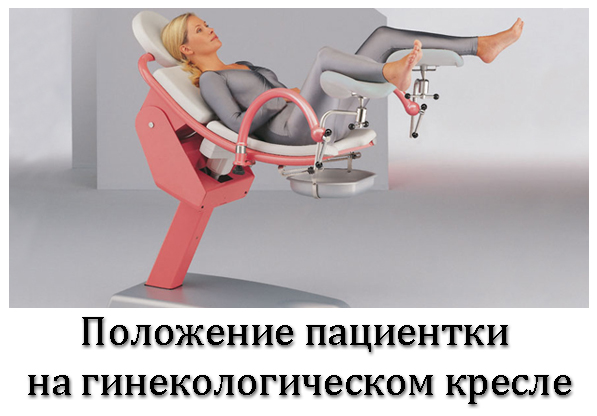 Положение пациентки
на гинекологическом кресле